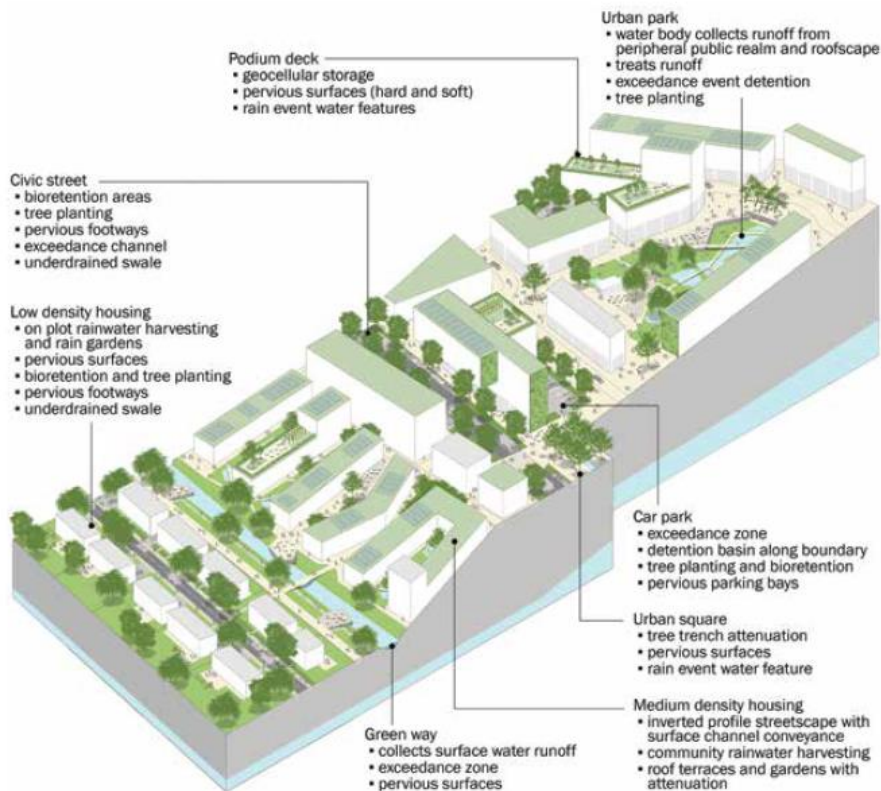 Urban park
• water body collects runoff from
peripheral public realm and roofscape
• treats runoff
• exceedance event detention
• tree planting
Podium deck
• geocellular storage
• pervious surfaces (hard and soft)
• rain event water features
Civic street
• bioretention areas
• tree planting
• pervious footways
• exceedance channel
• underdrained swale
Low density housing
• on plot rainwater harvesting
and rain gardens
• pervious surfaces
• bioretention and tree planting
• pervious footways
• underdrained swale
Car park
• exceedance zone
• detention basin along boundary
• tree planting and bioretention
• pervious parking bays
Urban square
• tree trench attenuation
• pervious surfaces
• rain event water feature
Medium density housing
• inverted profile streetscape with
surface channel conveyance
• community rainwater harvesting
• roof terraces and gardens with
attenuation
Green way
• collects surface water runoff
• exceedance zone
• pervious surfaces